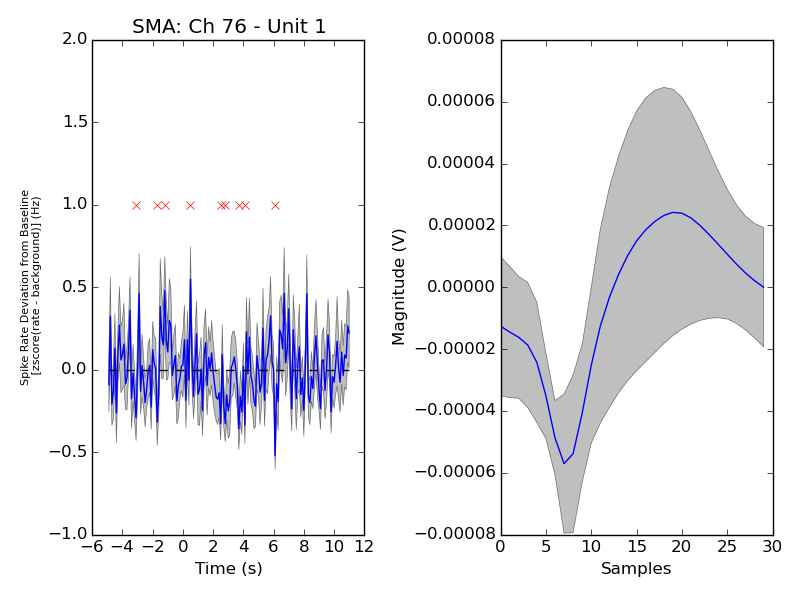 SMA: Ch 76 - Unit 1
Spike Rate Deviation from Baseline
[zscore(rate - background)] (Hz)
2.0
1.5
1.0
0.5
0.0
−0.5
−1.0
−6 −4 −2 0 2 4 6 8 10 12
Time (s)
Magnitude (V)
0.00008
0.00006
0.00004
0.00002
0.00000
−0.00002
−0.00004
−0.00006
−0.00008
0 5 10 15 20 25 30
Samples